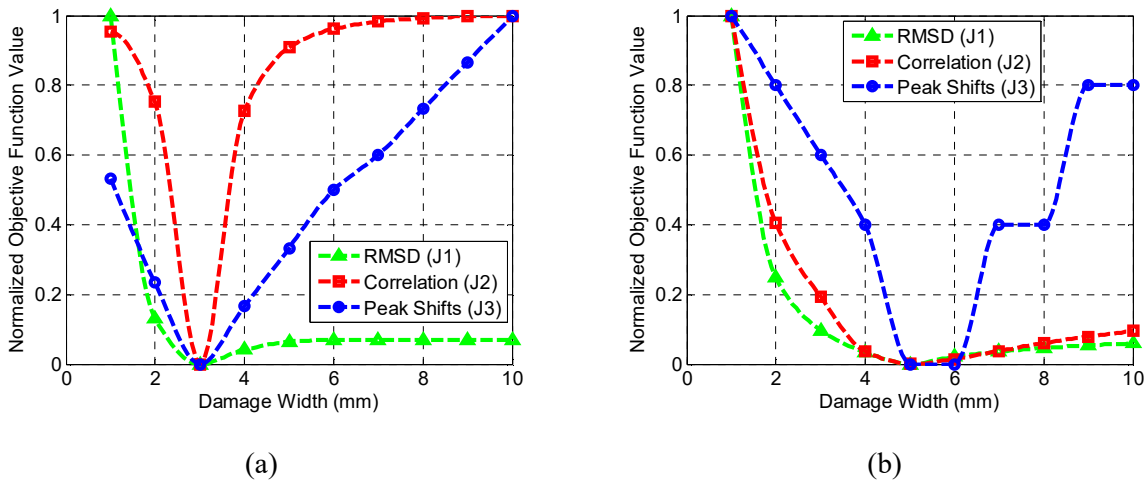 Normalized Objective Function Value
1
0.8
0.6
0.4
0.2
0
0
2
4
6
8
10
Damage Width (mm)
RMSD (J1)
Correlation (J2)
Peak Shifts (J3)
(a)
Normalized Objective Function Value
1
0.8
0.6
0.4
0.2
0
0
2
4
6
8
10
Damage Width (mm)
RMSD (J1)
Correlation (J2)
Peak Shifts (J3)
(b)